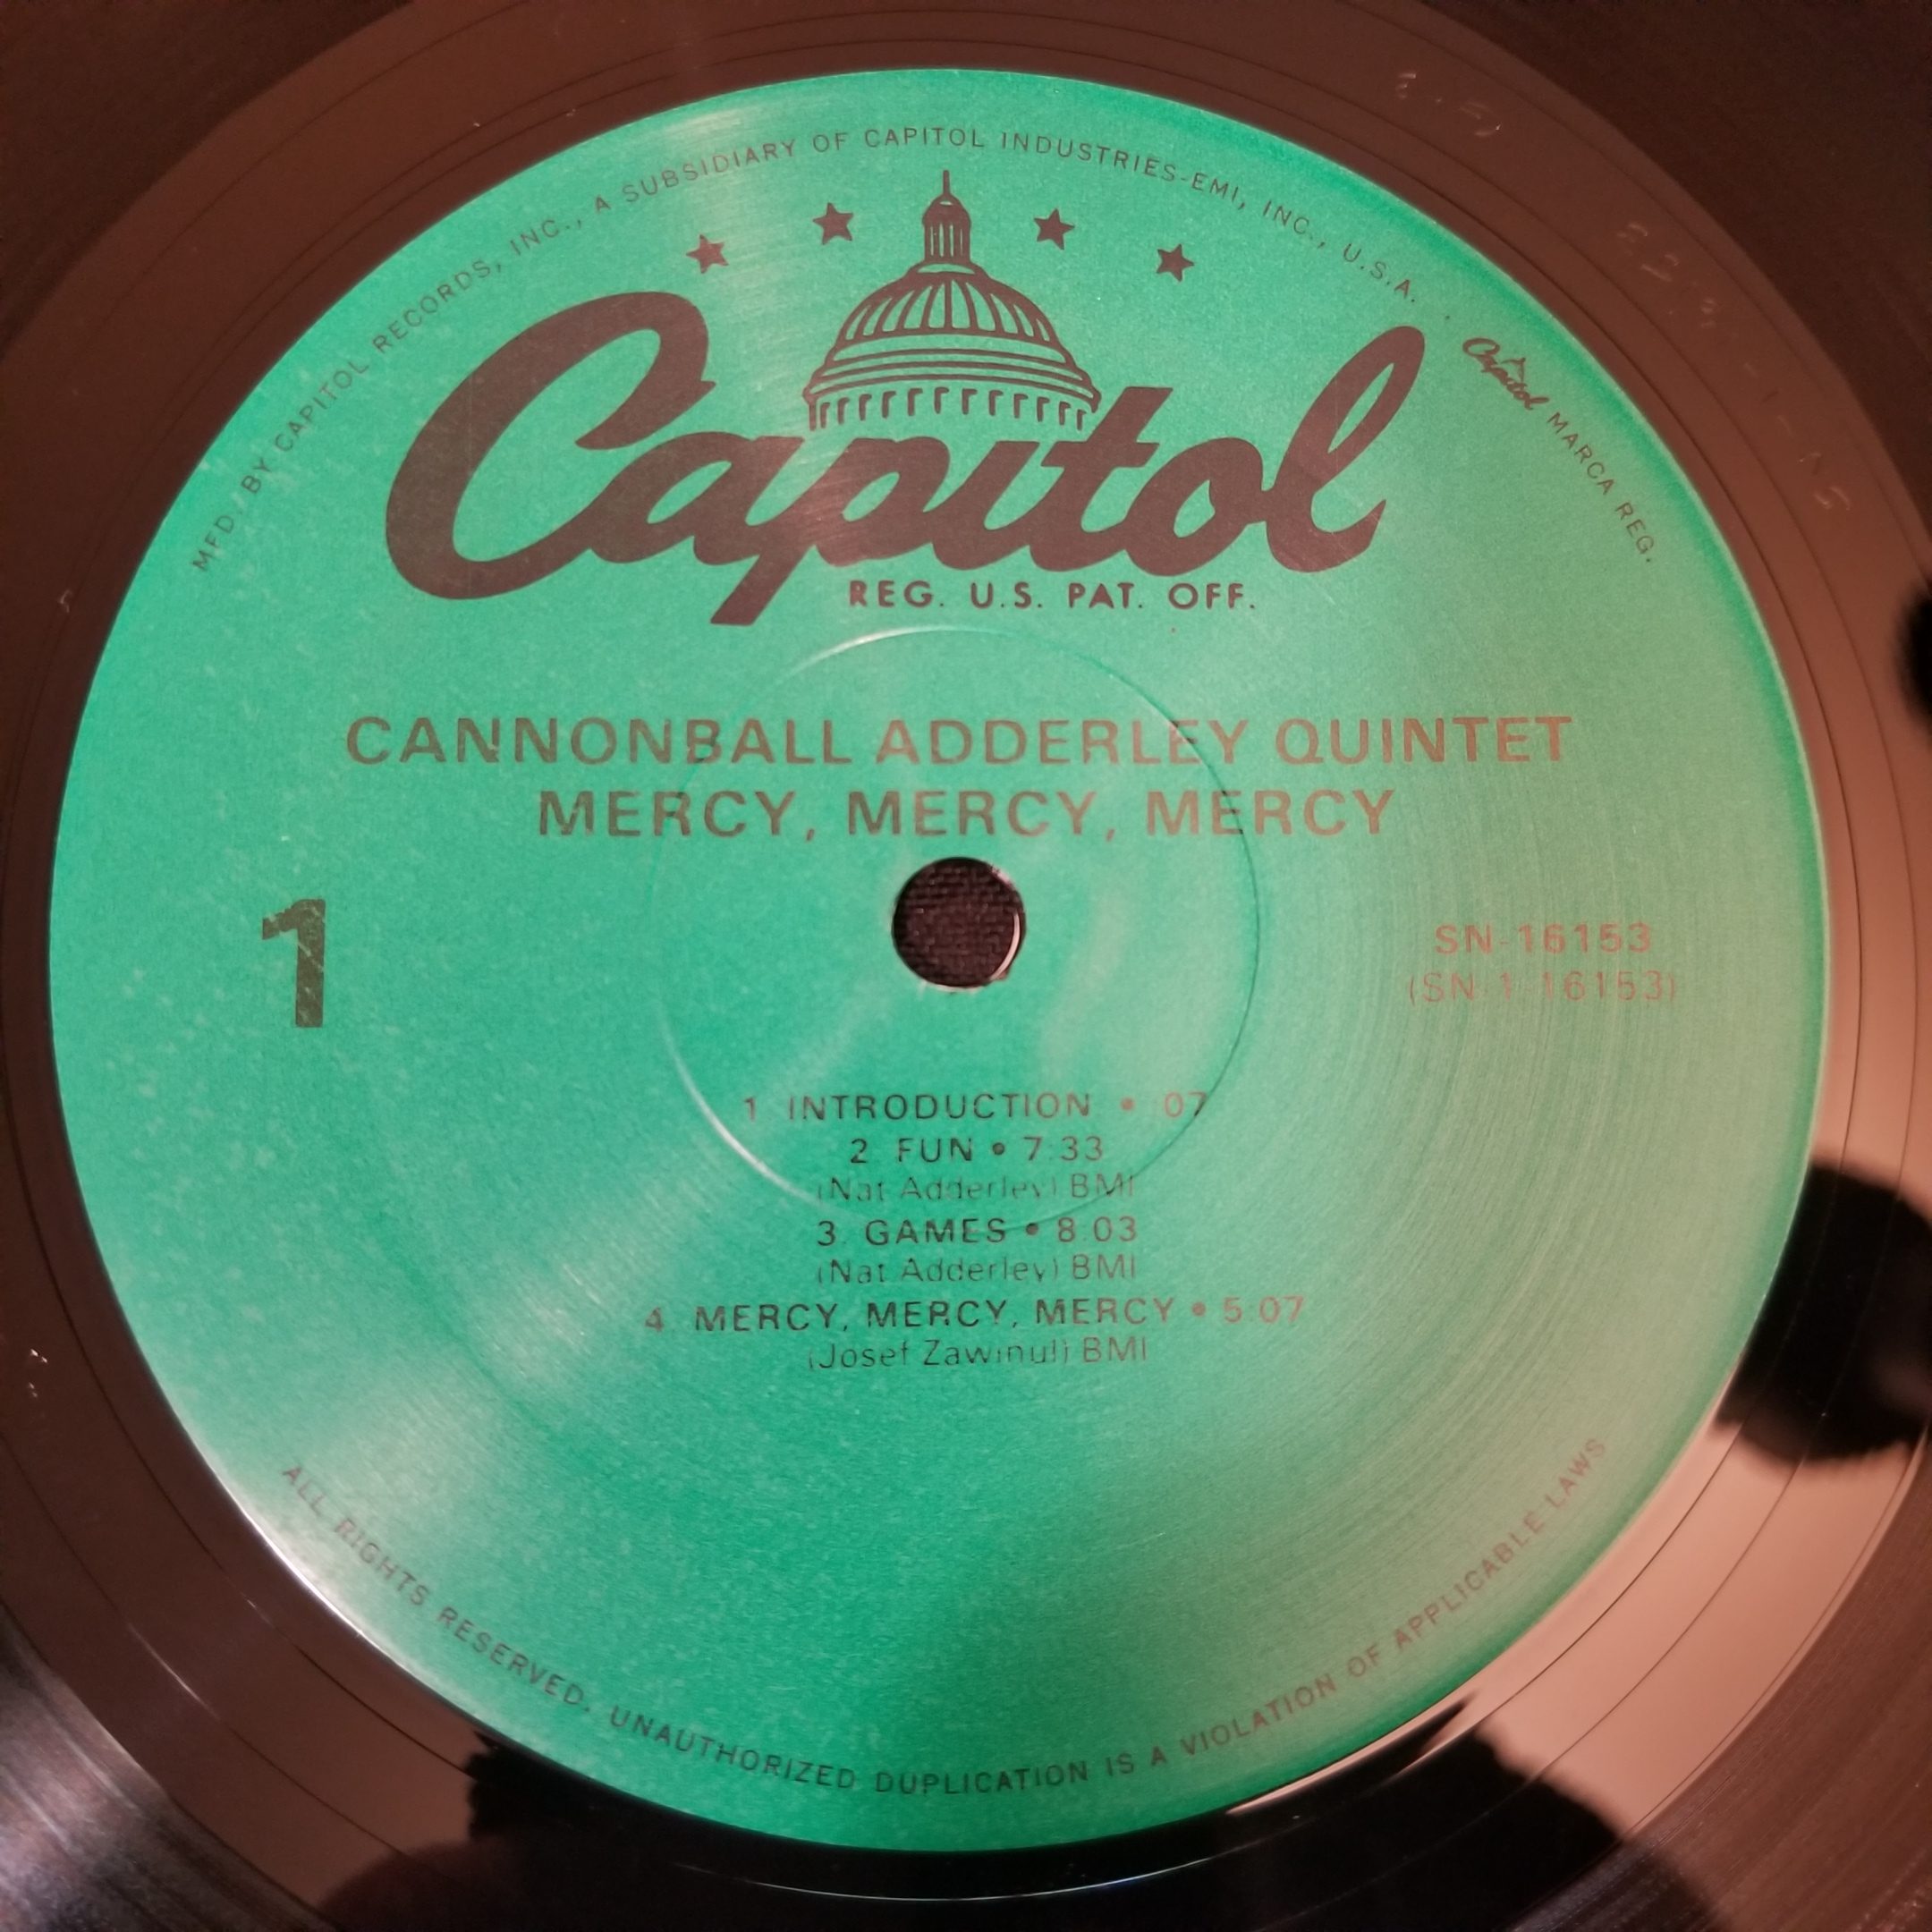 MFD. BY CAPITOL RECORDS, INC., A SUBSIDIARY OF CAPITOL INDUSTRIES-EMI, INC., U.S.A.
Capitol MARCA REG.
Capitol
REG. U.S. PAT. OFF.
CANNONBALL ADDERLEY QUINTET
MERCY, MERCY, MERCY
1
SN-16153
(SN-1-16153)
1 INTRODUCTION • 07
2 FUN • 7:33
(Nat Adderley) BMI
3. GAMES • 8:03
(Nat Adderley) BMI
4 MERCY, MERCY, MERCY • 5:07
(Josef Zawinul) BMI
ALL RIGHTS RESERVED. UNAUTHORIZED DUPLICATION IS A VIOLATION OF APPLICABLE LAWS